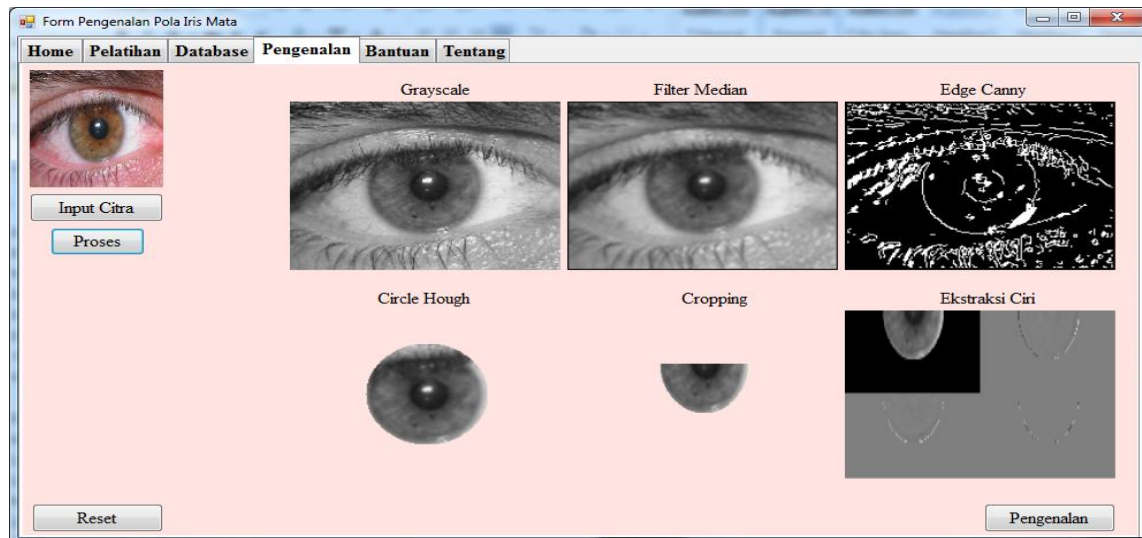 Form Pengenalan Pola Iris Mata
Home Pelatihan Database Pengenalan Bantuan Tentang
Grayscale Filter Median Edge Canny
Input Citra
Proses
Circle Hough Cropping Ekstraksi Ciri
Reset Pengenalan